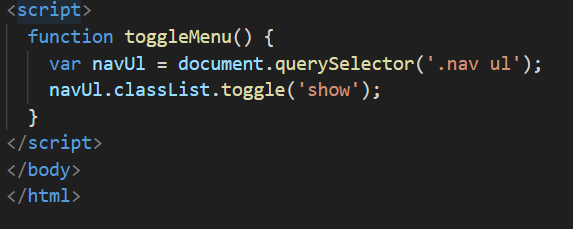 <script>
function toggleMenu() {
var navUl = document.querySelector('.nav ul');
navUl.classList.toggle('show');
}
</script>
</body>
</html>